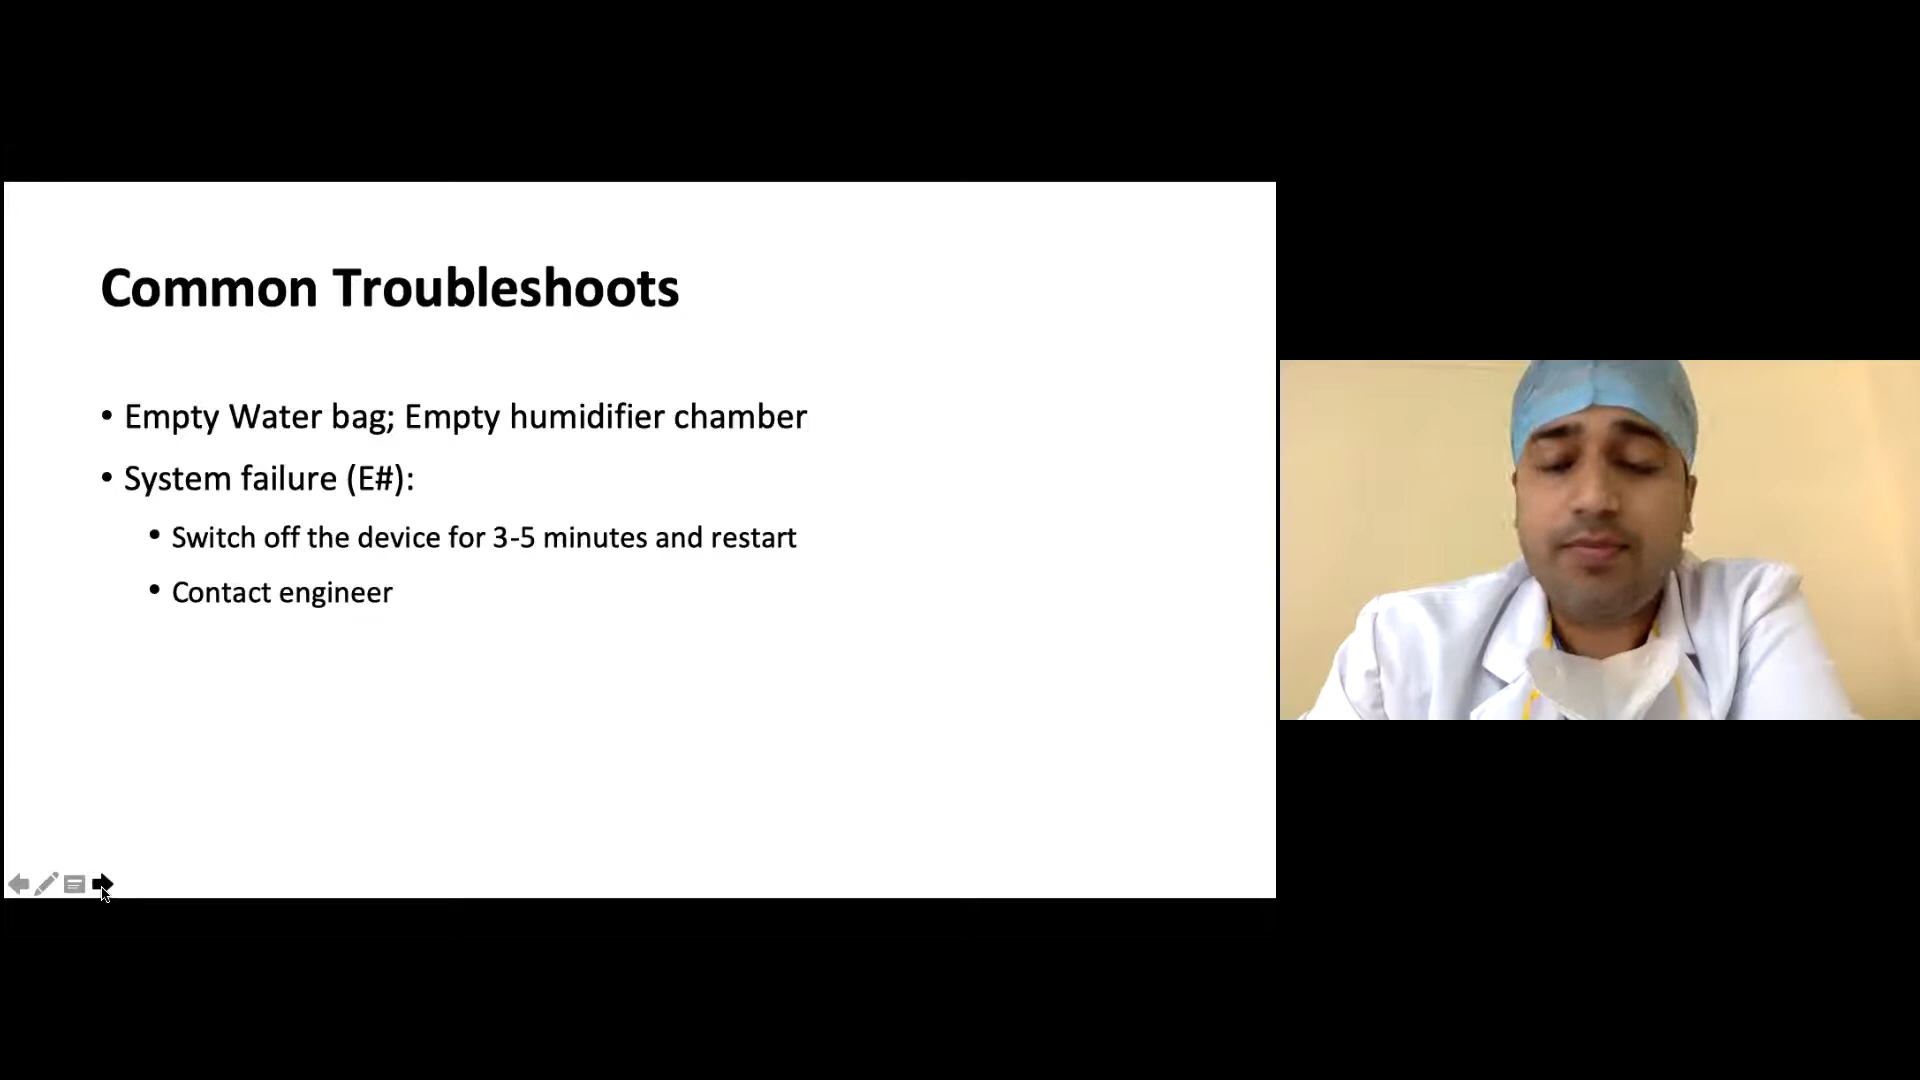 Common Troubleshoots
• Empty Water bag; Empty humidifier chamber
• System failure (E#):
• Switch off the device for 3-5 minutes and restart
• Contact engineer